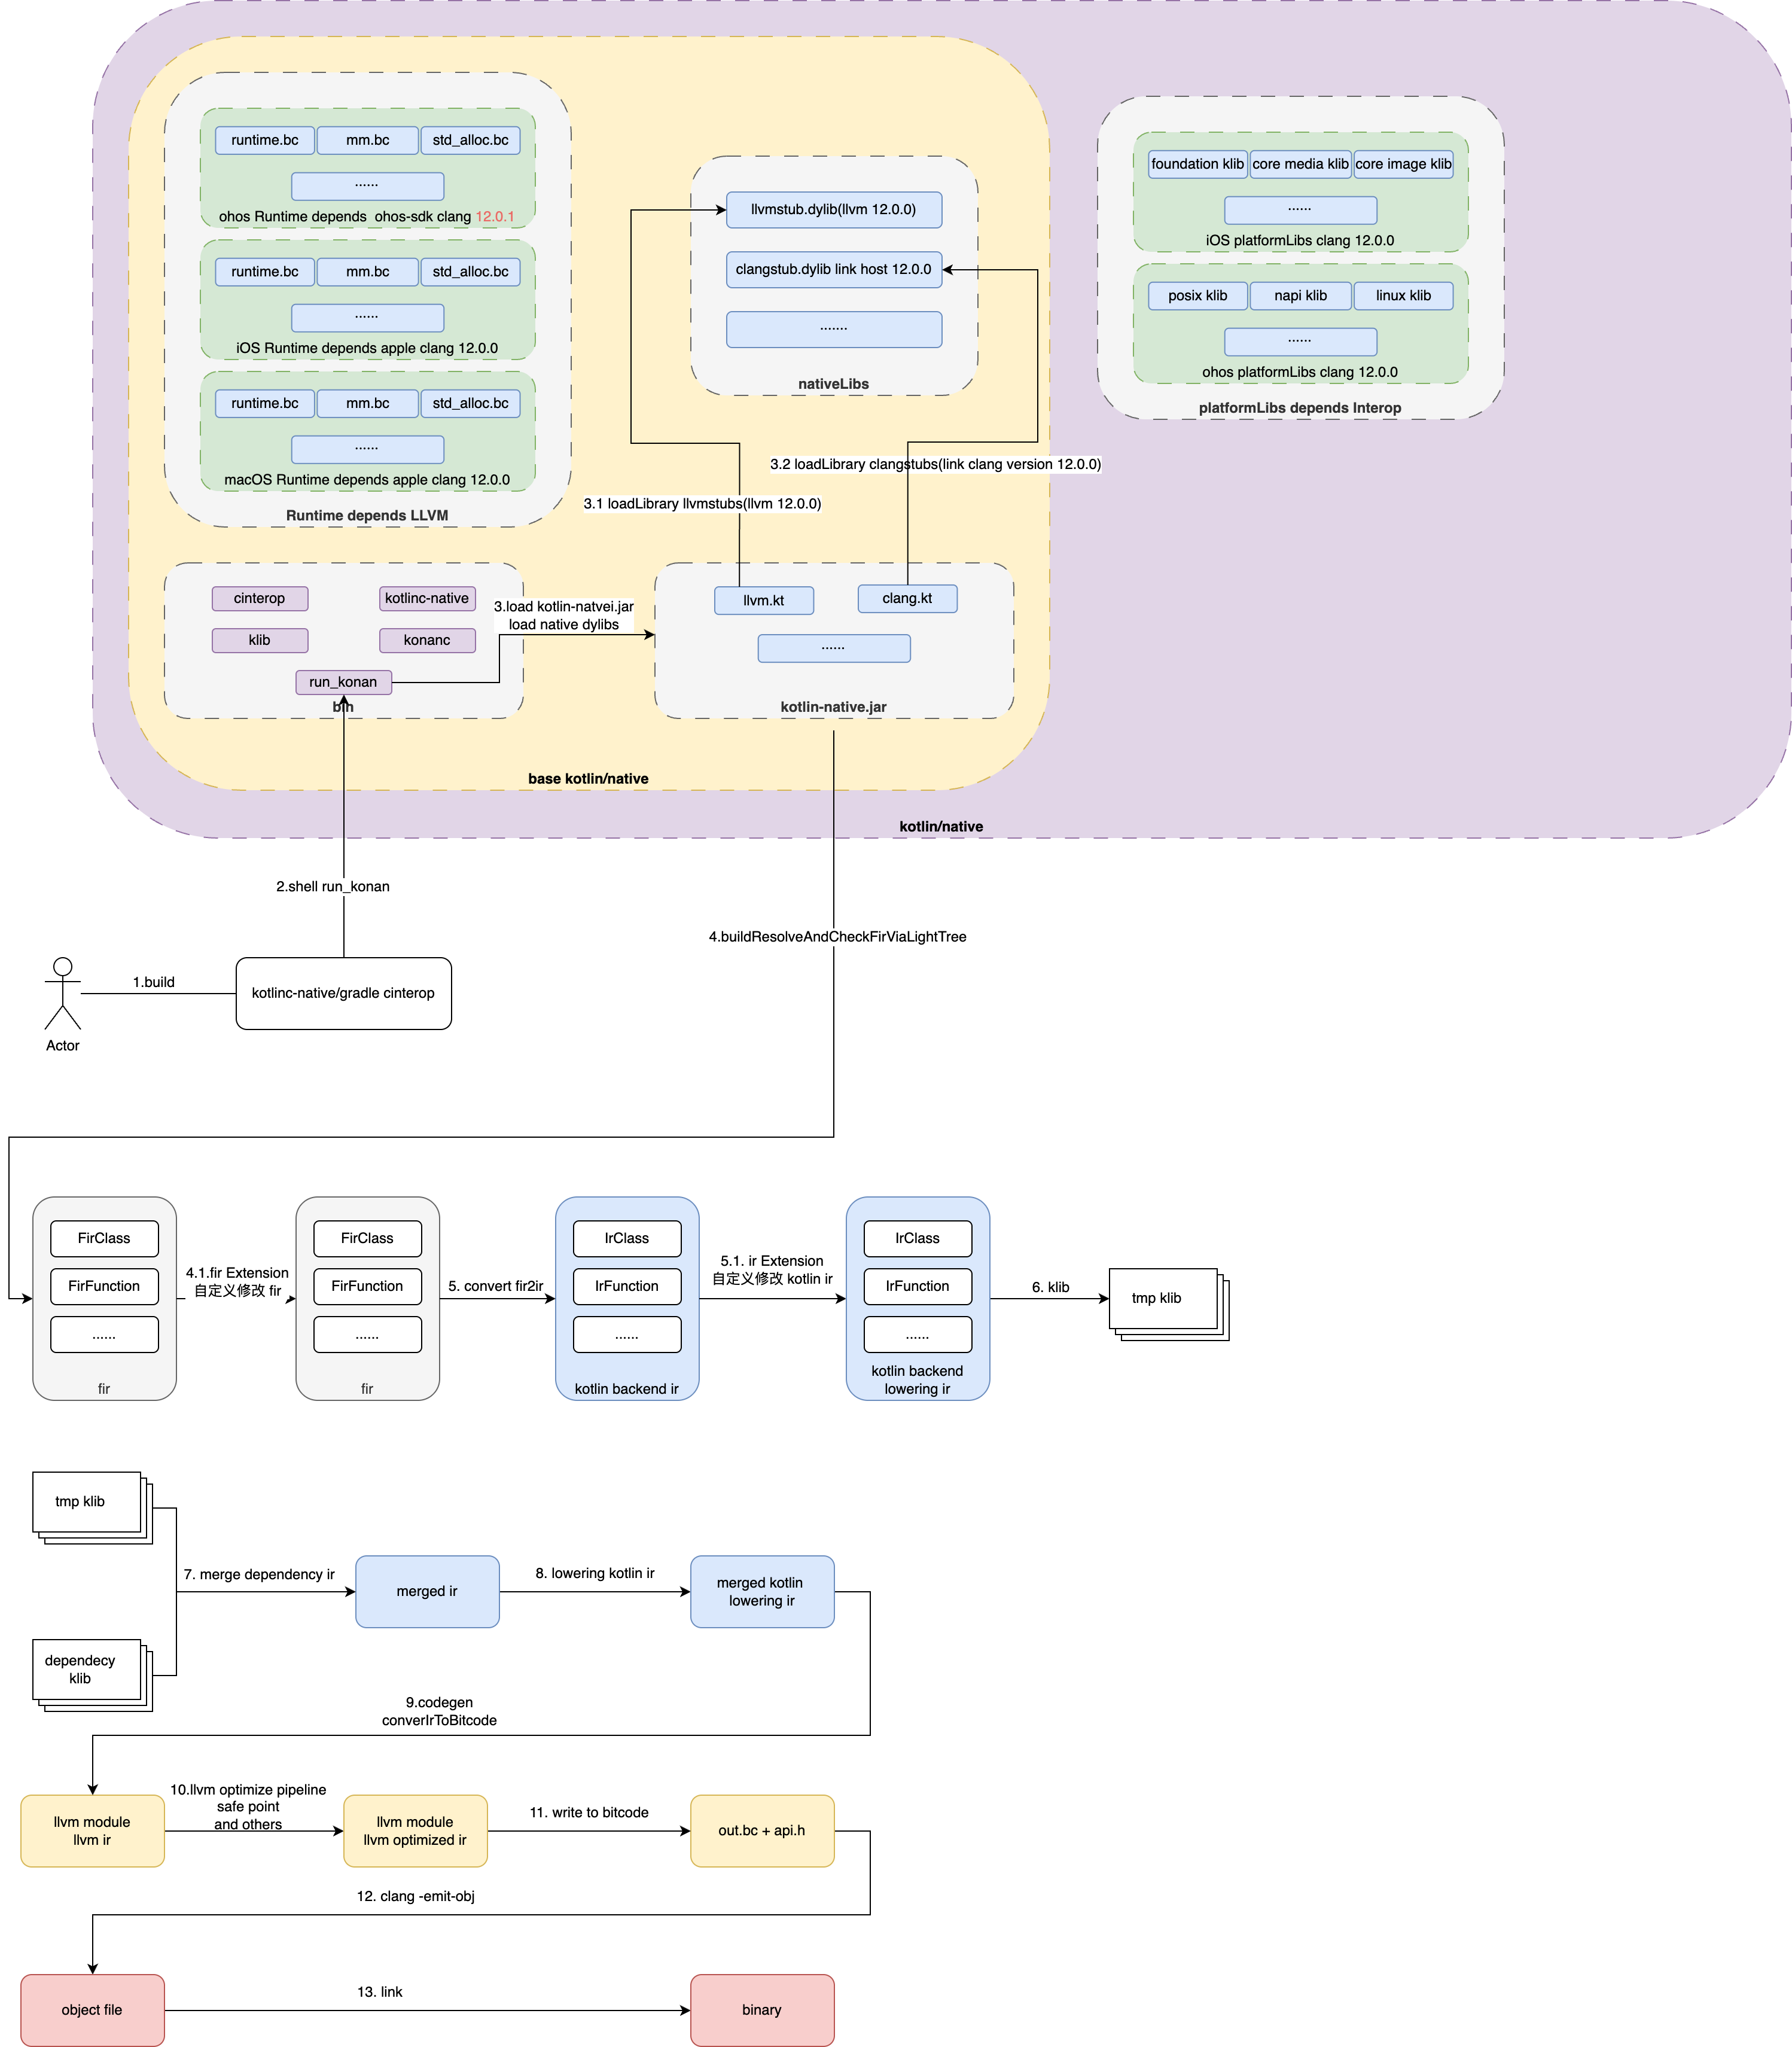 runtime.bc
mm.bc
std_alloc.bc
······
ohos Runtime depends  ohos-sdk clang 12.0.1
runtime.bc
mm.bc
std_alloc.bc
······
iOS Runtime depends apple clang 12.0.0
runtime.bc
mm.bc
std_alloc.bc
······
macOS Runtime depends apple clang 12.0.0
Runtime depends LLVM
llvmstub.dylib(llvm 12.0.0)
clangstub.dylib link host 12.0.0
·······
nativeLibs
foundation klib
core media klib
core image klib
······
iOS platformLibs clang 12.0.0
posix klib
napi klib
linux klib
······
ohos platformLibs clang 12.0.0
platformLibs depends Interop
3.2 loadLibrary clangstubs(link clang version 12.0.0)
3.1 loadLibrary llvmstubs(llvm 12.0.0)
cinterop
kotlinc-native
klib
konanc
run_konan
bin
3.load kotlin-natvei.jar
load native dylibs
llvm.kt
clang.kt
······
kotlin-native.jar
base kotlin/native
kotlin/native
2.shell run_konan
4.buildResolveAndCheckFirViaLightTree
1.build
kotlinc-native/gradle cinterop
Actor
FirClass
FirFunction
......
fir
4.1.fir Extension
自定义修改 fir
FirClass
FirFunction
......
fir
5. convert fir2ir
IrClass
IrFunction
......
kotlin backend ir
5.1. ir Extension
自定义修改 kotlin ir
IrClass
IrFunction
......
kotlin backend
lowering ir
6. klib
tmp klib
tmp klib
dependecy
klib
7. merge dependency ir
merged ir
8. lowering kotlin ir
merged kotlin
lowering ir
9.codegen
converIrToBitcode
llvm module
llvm ir
10.llvm optimize pipeline
safe point
and others
llvm module
llvm optimized ir
11. write to bitcode
out.bc + api.h
12. clang -emit-obj
object file
13. link
binary